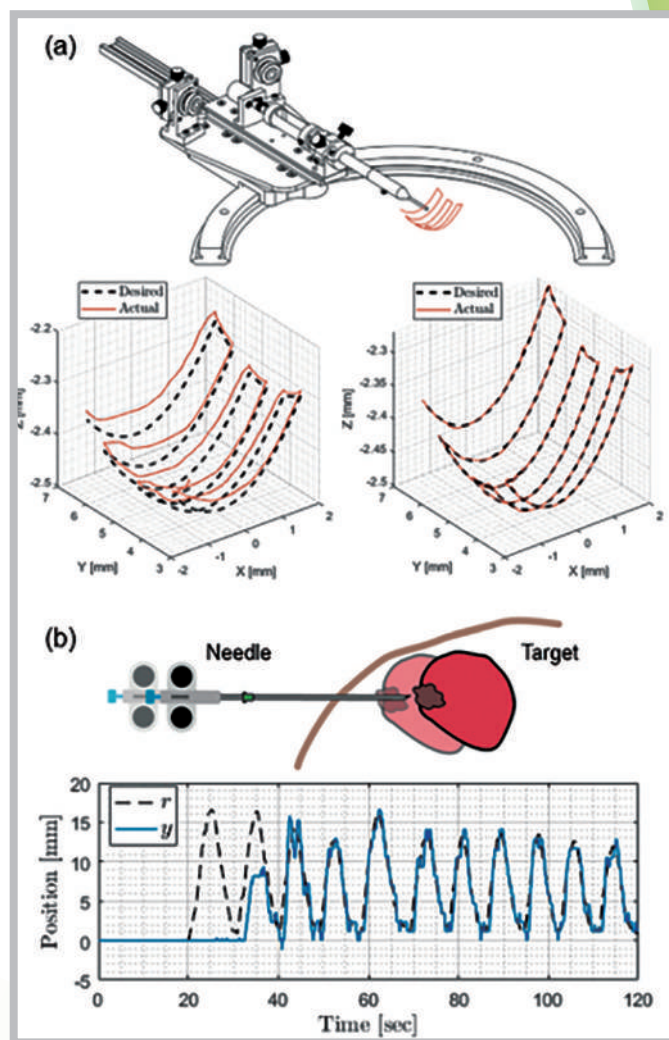 (a)
Desired
Actual
-2.2
-2.3
-2.4
-2.5
Z [mm]
7
6
5
4
3
Y [mm]
-2
-1
0
1
2
X [mm]
Desired
Actual
-2.3
-2.35
-2.4
-2.45
-2.5
Z [mm]
7
6
5
4
3
Y [mm]
-2
-1
0
1
2
X [mm]
(b)
Needle
Target
r
y
20
15
10
5
0
-5
Position [mm]
0
20
40
60
80
100
120
Time [sec]